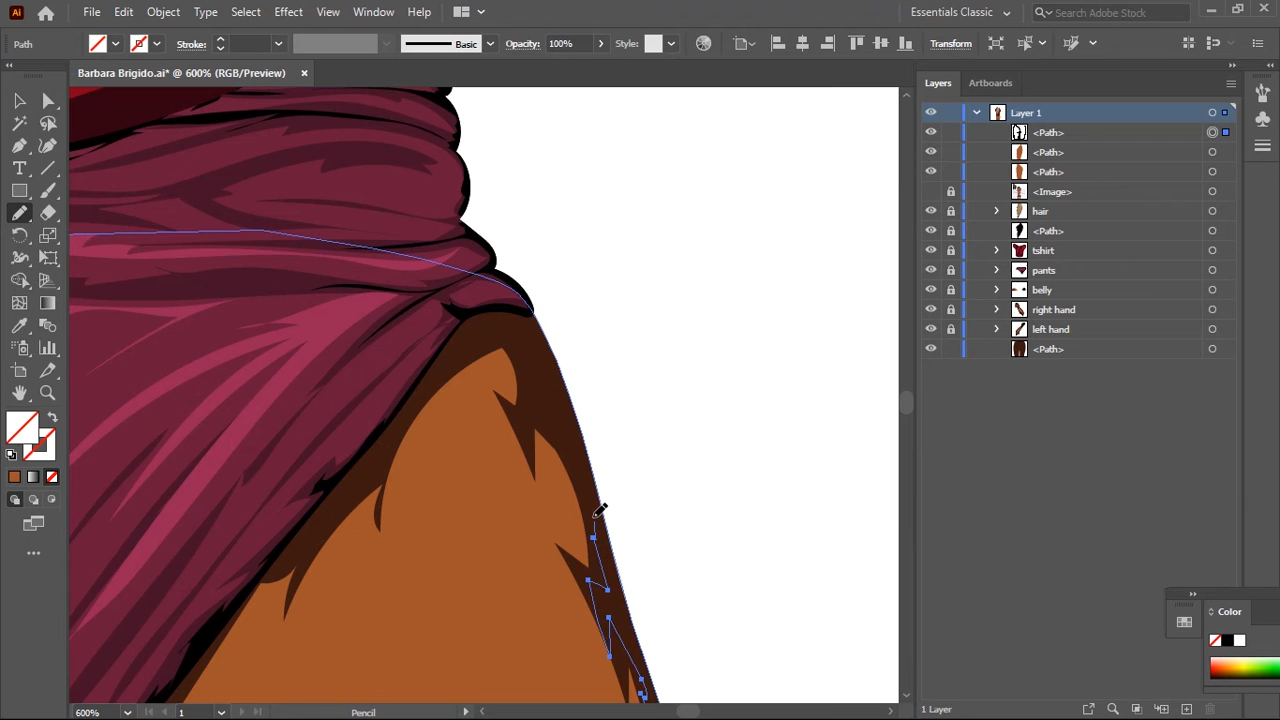 Ai File Edit Object Type Select Effect View Window Help Essentials Classic Search Adobe Stock
Path Stroke: Basic Opacity: 100% Style: Transform
Barbara Brigido.ai* @ 600% (RGB/Preview)
Layers Artboards
Layer 1
<Path>
<Path>
<Path>
<Image>
hair
<Path>
tshirt
pants
belly
right hand
left hand
<Path>
Color
600% 1 Pencil
1 Layer